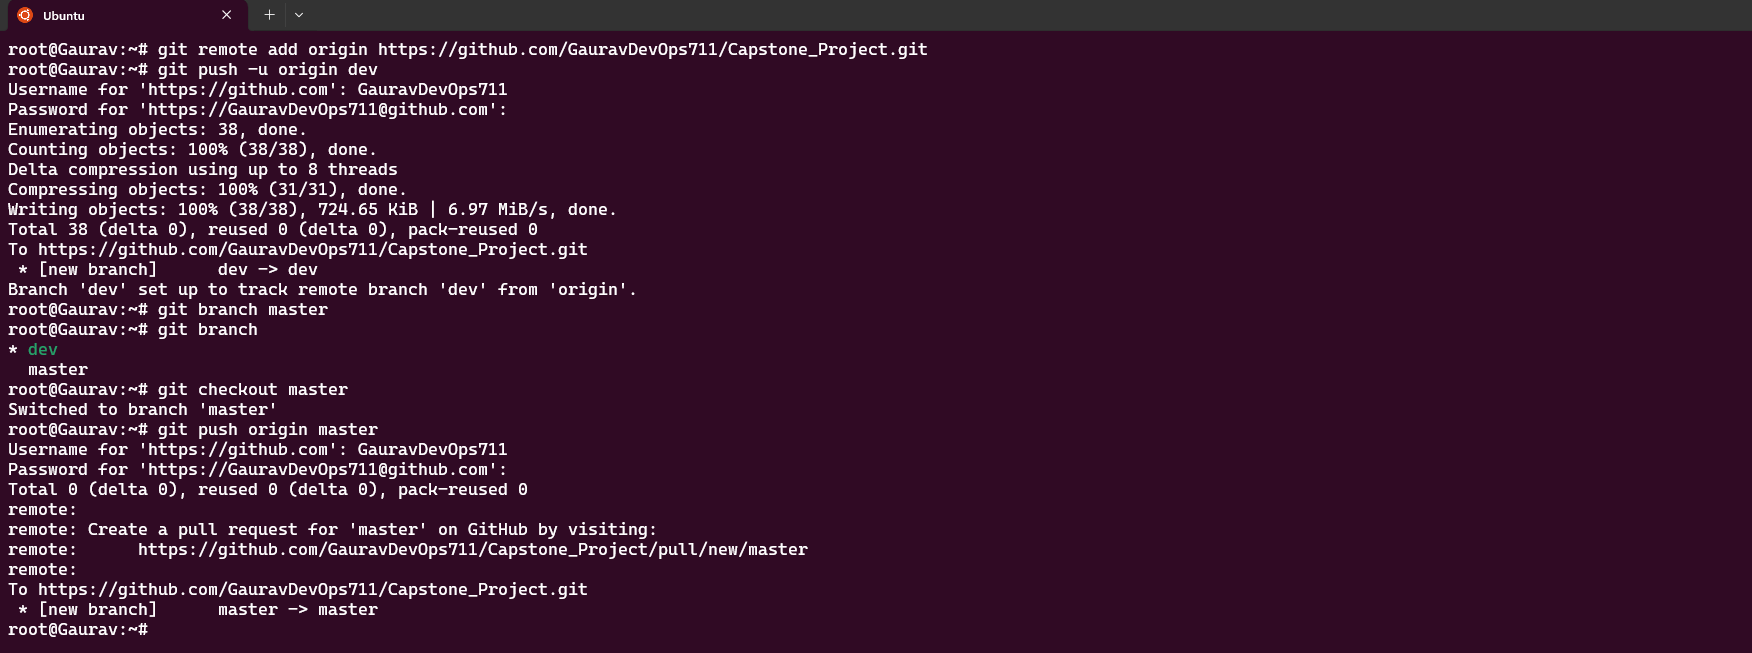 Ubuntu
root@Gaurav:~# git remote add origin https://github.com/GauravDevOps711/Capstone_Project.git
root@Gaurav:~# git push -u origin dev
Username for 'https://github.com': GauravDevOps711
Password for 'https://GauravDevOps711@github.com':
Enumerating objects: 38, done.
Counting objects: 100% (38/38), done.
Delta compression using up to 8 threads
Compressing objects: 100% (31/31), done.
Writing objects: 100% (38/38), 724.65 KiB | 6.97 MiB/s, done.
Total 38 (delta 0), reused 0 (delta 0), pack-reused 0
To https://github.com/GauravDevOps711/Capstone_Project.git
 * [new branch]      dev -> dev
Branch 'dev' set up to track remote branch 'dev' from 'origin'.
root@Gaurav:~# git branch master
root@Gaurav:~# git branch
* dev
  master
root@Gaurav:~# git checkout master
Switched to branch 'master'
root@Gaurav:~# git push origin master
Username for 'https://github.com': GauravDevOps711
Password for 'https://GauravDevOps711@github.com':
Total 0 (delta 0), reused 0 (delta 0), pack-reused 0
remote:
remote: Create a pull request for 'master' on GitHub by visiting:
remote:      https://github.com/GauravDevOps711/Capstone_Project/pull/new/master
remote:
To https://github.com/GauravDevOps711/Capstone_Project.git
 * [new branch]      master -> master
root@Gaurav:~#